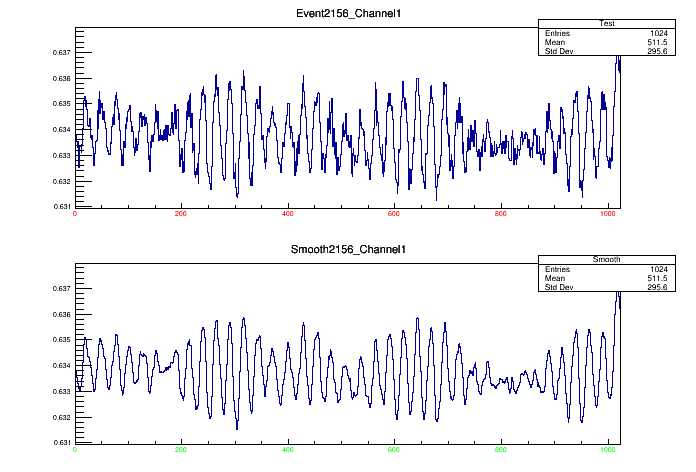 Event2156_Channel1
Test
Entries 1024
Mean 511.5
Std Dev 295.6
0.637
0.636
0.635
0.634
0.633
0.632
0.631
0 200 400 600 800 1000
Smooth2156_Channel1
Smooth
Entries 1024
Mean 511.5
Std Dev 295.6
0.637
0.636
0.635
0.634
0.633
0.632
0.631
0 200 400 600 800 1000